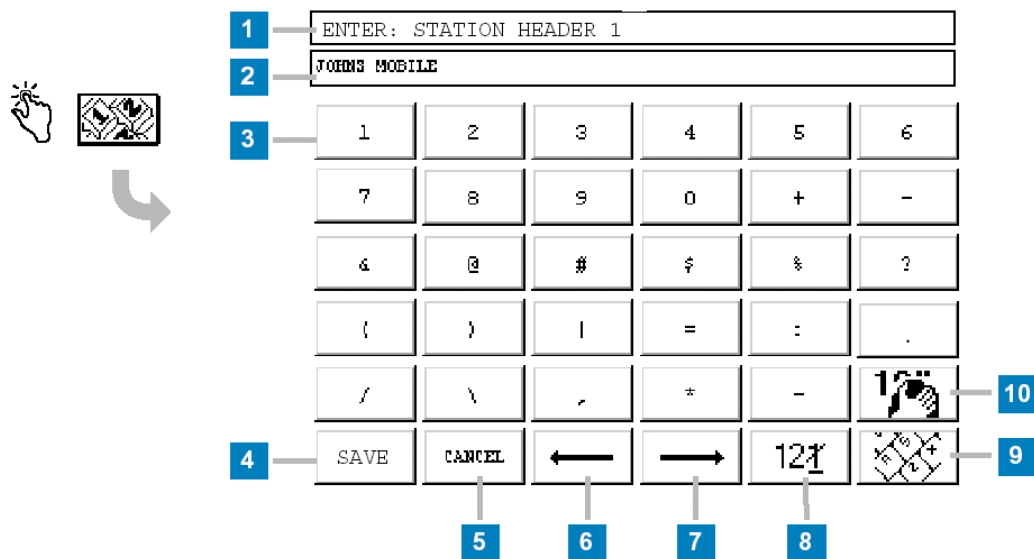 1 ENTER: STATION HEADER 1
2 JOHNS MOBILE
3 1 2 3 4 5 6
7 8 9 0 + -
& @ # $ % ?
( ) | = : .
/ \ , * -
10
4 SAVE CANCEL ← → 121 9
5 6 7 8